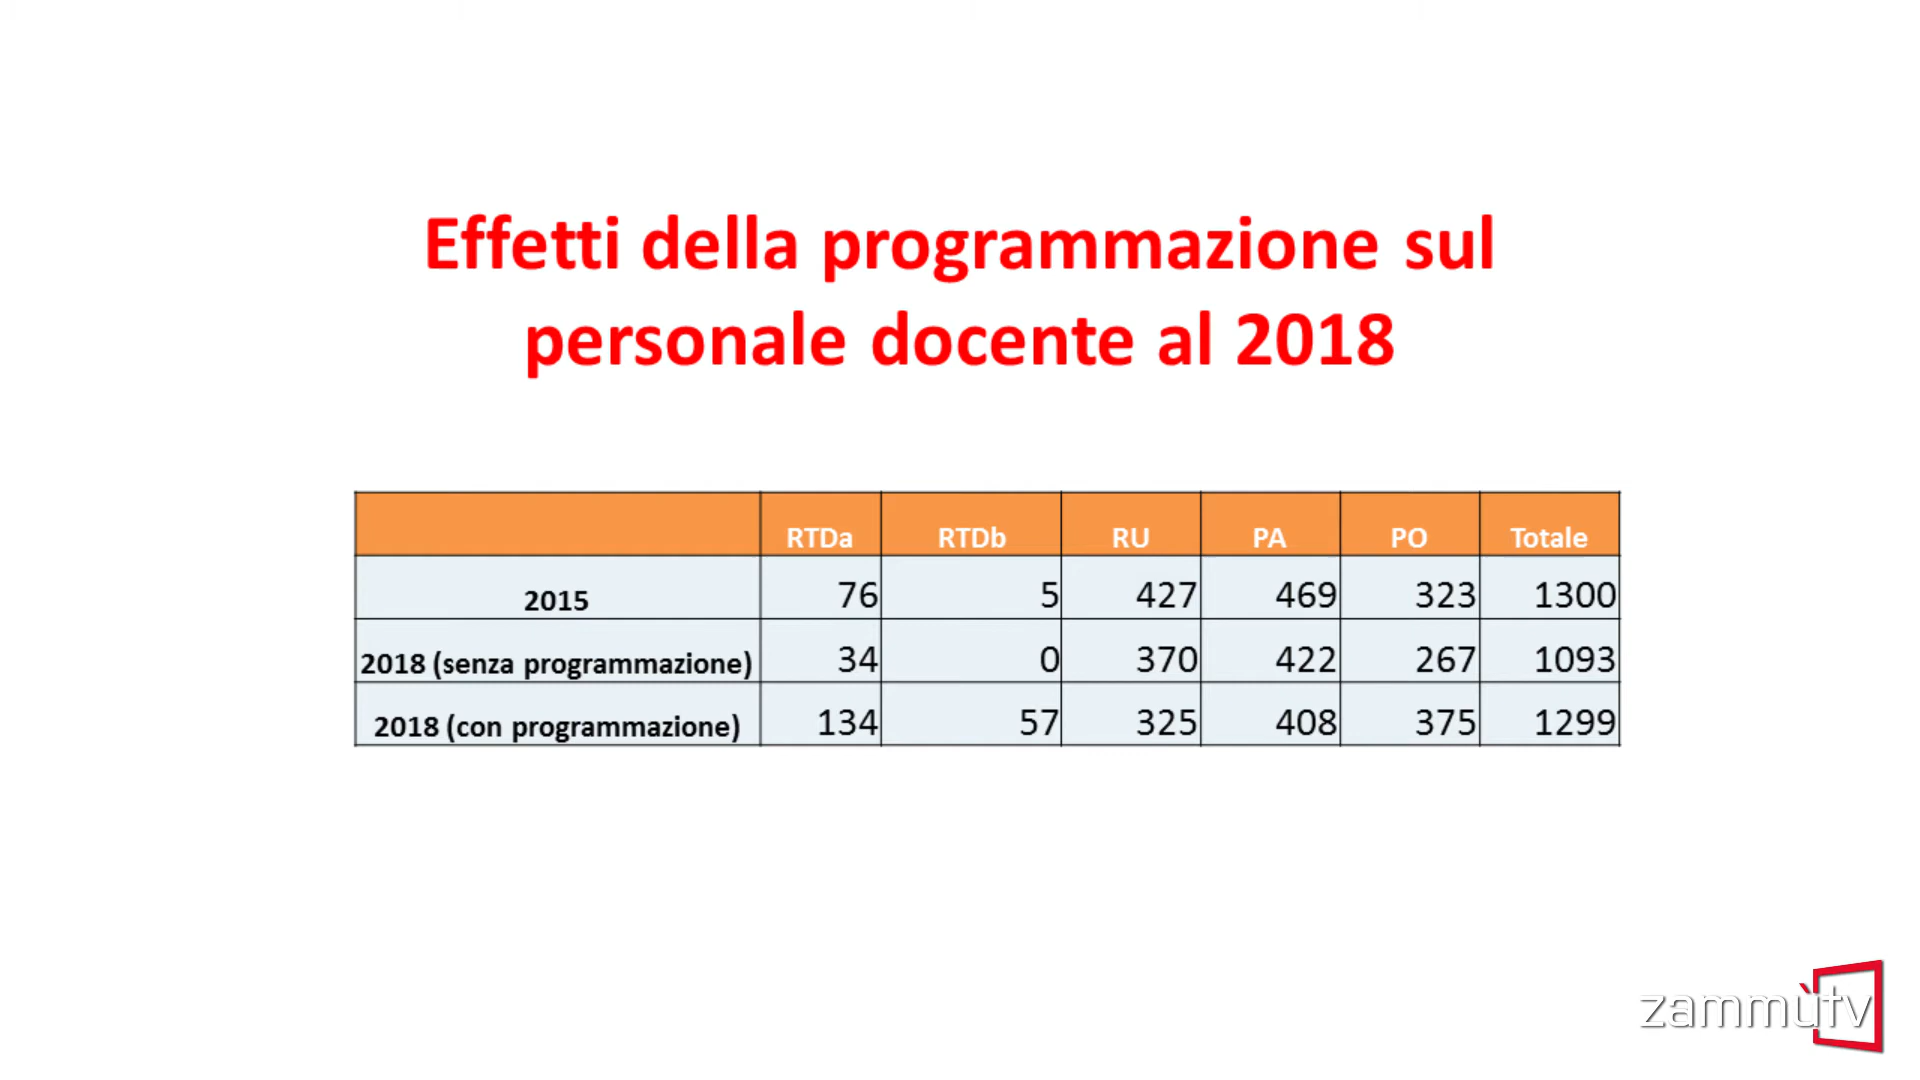 Effetti della programmazione sul
personale docente al 2018
RTDa RTDb RU PA PO Totale
2015 76 5 427 469 323 1300
2018 (senza programmazione) 34 0 370 422 267 1093
2018 (con programmazione) 134 57 325 408 375 1299
zammùtv